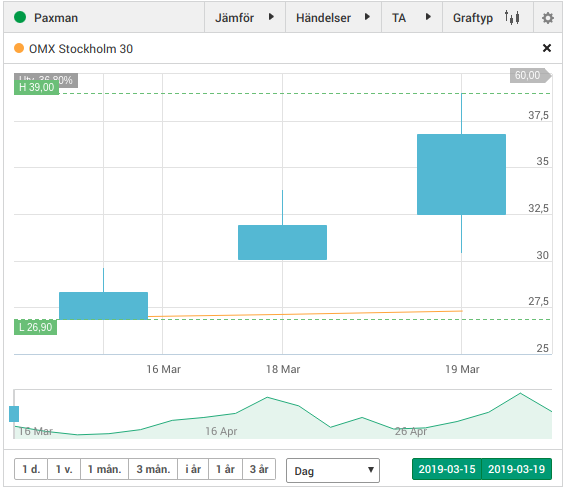 Paxman Jämför Händelser TA Graftyp
OMX Stockholm 30 ×
Utv. 36,80% 60,00
H 39,00
37,5
35
32,5
30
27,5
L 26,90
25
16 Mar 18 Mar 19 Mar
16 Mar 16 Apr 26 Apr
1 d. 1 v. 1 mån. 3 mån. i år 1 år 3 år Dag 2019-03-15 2019-03-19